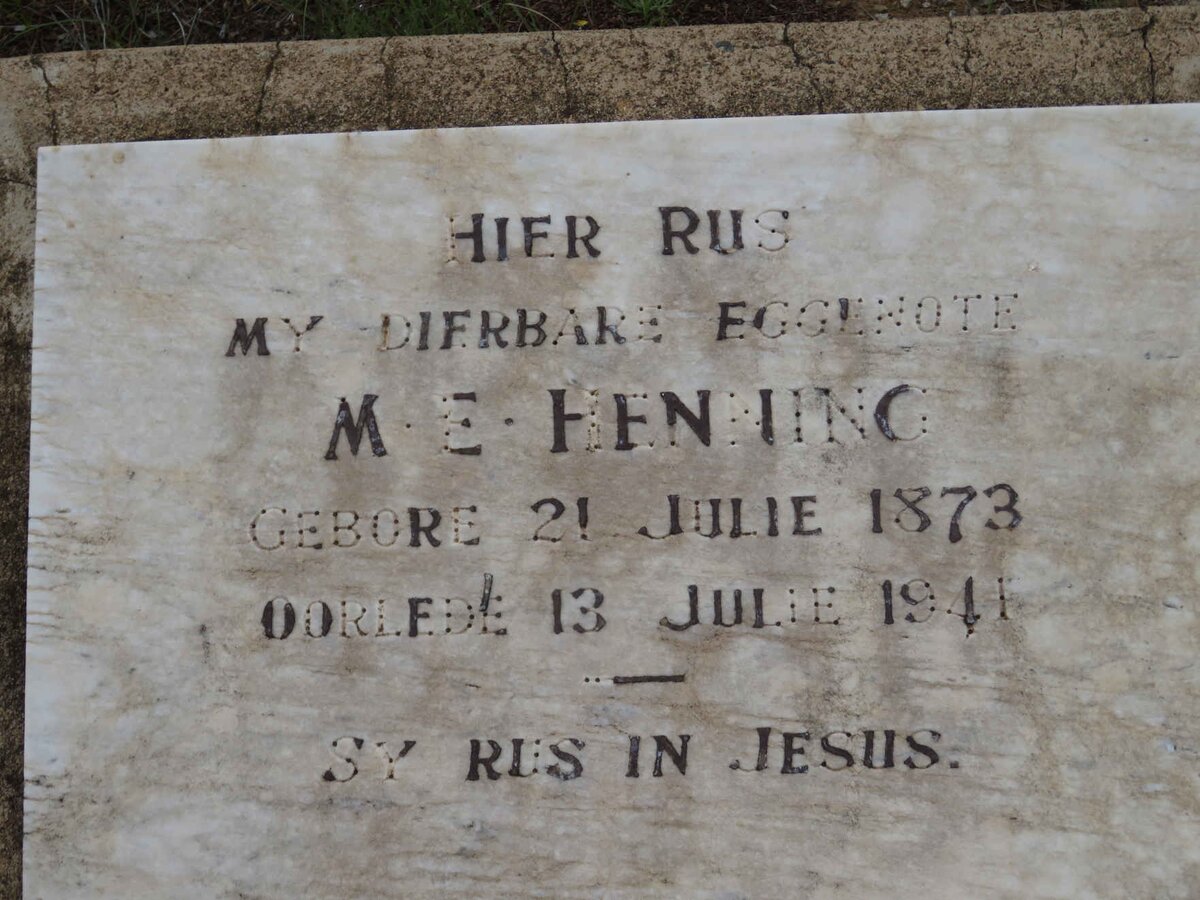 HIER RUS
MY DIERBARE EGGENOTE
M. E. HENNING
GEBORE 21 JULIE 1873
OORLEDE 13 JULIE 1941
SY RUS IN JESUS.